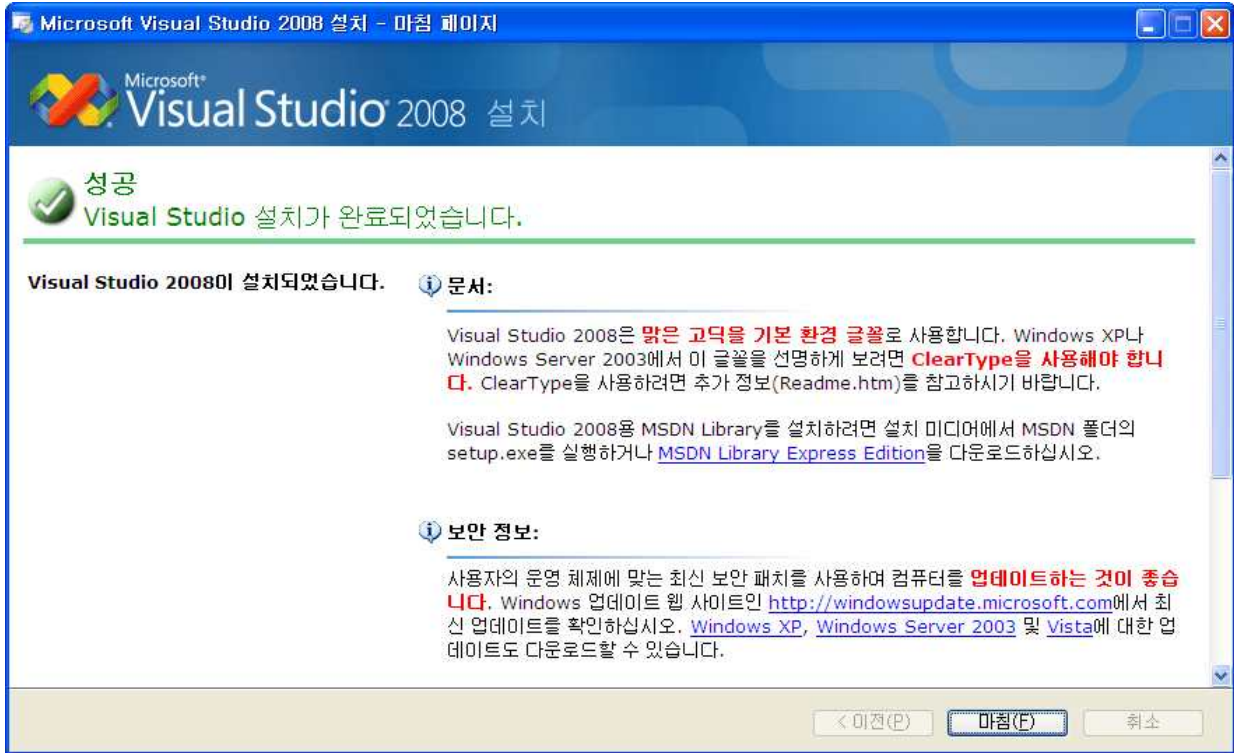 Microsoft Visual Studio 2008 설치 - 마침 페이지
Microsoft®
Visual Studio® 2008 설치
성공
Visual Studio 설치가 완료되었습니다.
Visual Studio 2008이 설치되었습니다.
문서:
Visual Studio 2008은 맑은 고딕을 기본 환경 글꼴로 사용합니다. Windows XP나
Windows Server 2003에서 이 글꼴을 선명하게 보려면 ClearType을 사용해야 합니
다. ClearType을 사용하려면 추가 정보(Readme.htm)를 참고하시기 바랍니다.
Visual Studio 2008용 MSDN Library를 설치하려면 설치 미디어에서 MSDN 폴더의
setup.exe를 실행하거나 MSDN Library Express Edition을 다운로드하십시오.
보안 정보:
사용자의 운영 체제에 맞는 최신 보안 패치를 사용하여 컴퓨터를 업데이트하는 것이 좋습
니다. Windows 업데이트 웹 사이트인 http://windowsupdate.microsoft.com에서 최
신 업데이트를 확인하십시오. Windows XP, Windows Server 2003 및 Vista에 대한 업
데이트도 다운로드할 수 있습니다.
< 이전(P)
마침(F)
취소